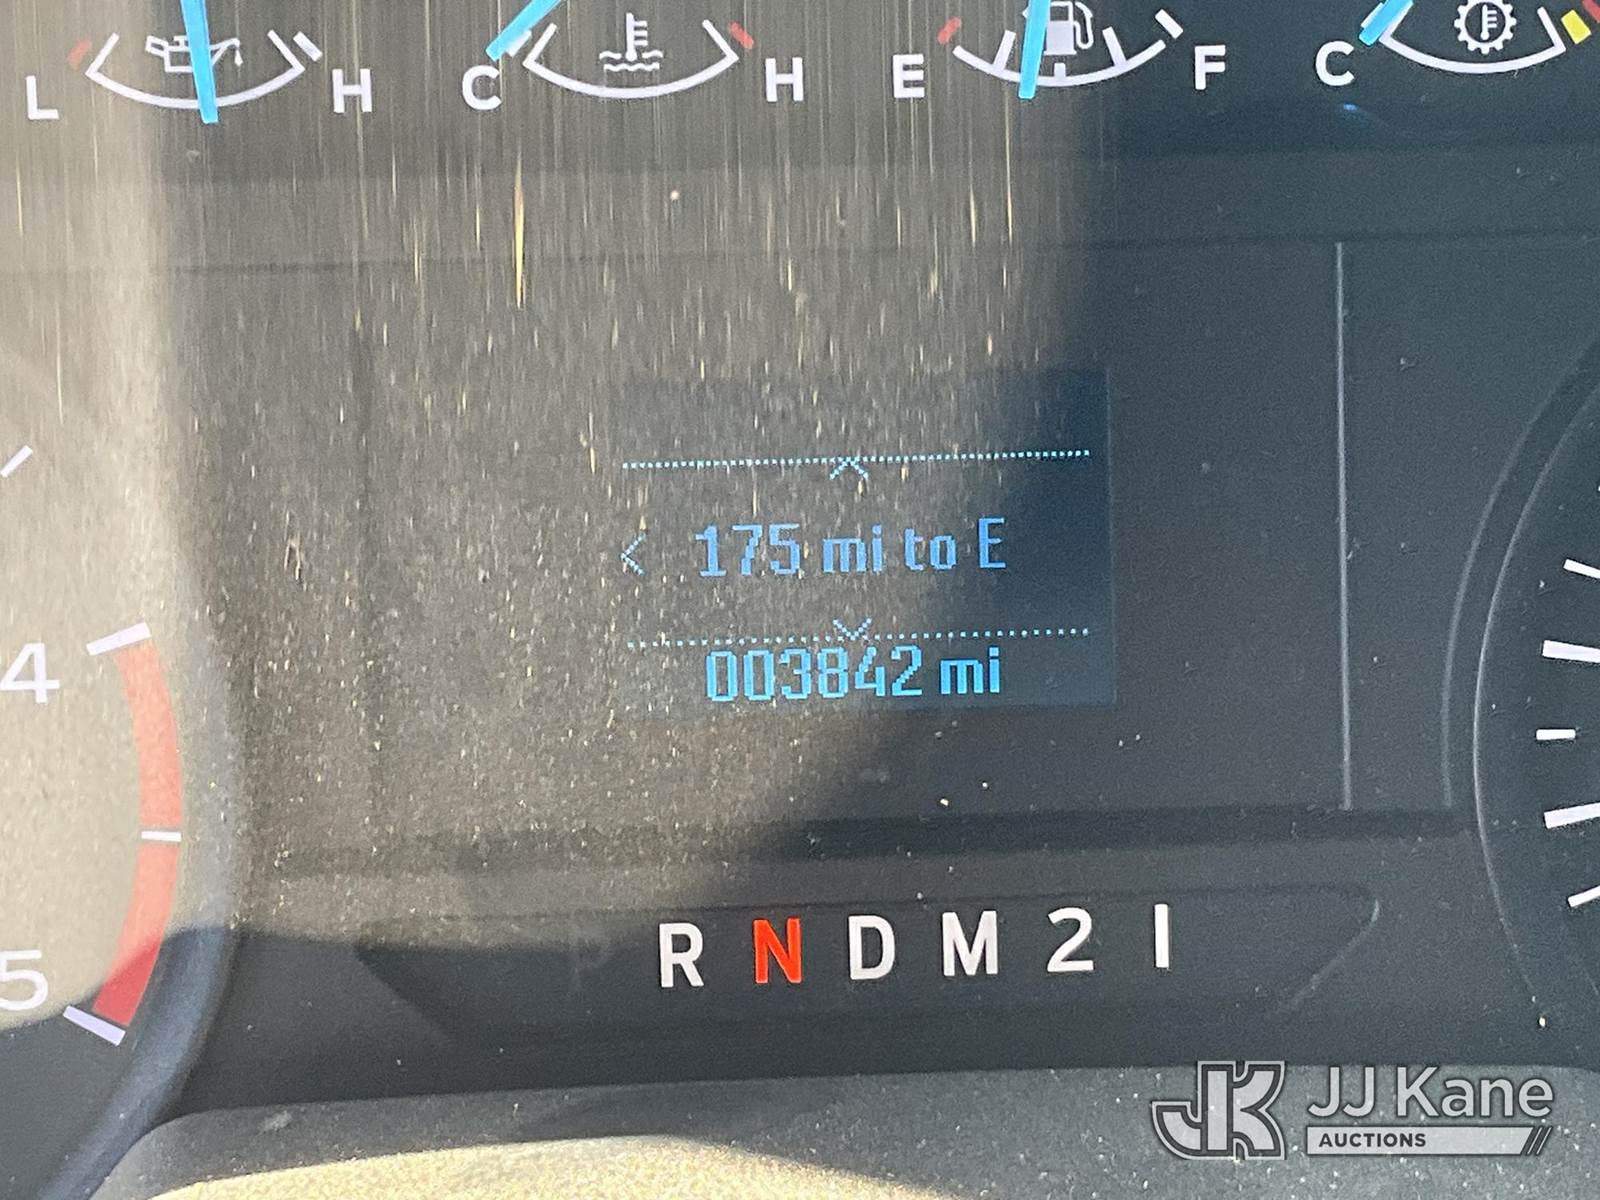 L H C H E F C
175 mi to E
003842 mi
4
5
R N D M 2 1
JJ Kane
AUCTIONS